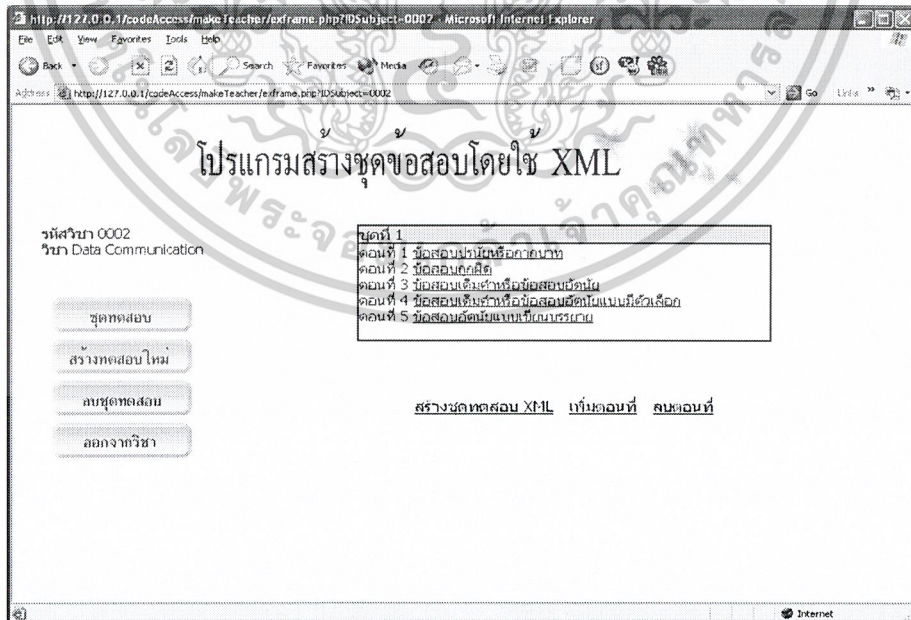 http://127.0.0.1/codeAccess/makeTeacher/exframe.php?IDSubject=0002 - Microsoft Internet Explorer
File Edit View Favorites Tools Help
Back Search Favorites Media
Address http://127.0.0.1/codeAccess/makeTeacher/exframe.php?IDSubject=0002 Go Links »
โปรแกรมสร้างชุดข้อสอบโดยใช้ XML
รหัสวิชา 0002
วิชา Data Communication
ชุดทดสอบ
สร้างทดสอบใหม่
ลบชุดทดสอบ
ออกจากวิชา
ชุดที่ 1
ตอนที่ 1 ข้อสอบปรนัยหรือกากบาท
ตอนที่ 2 ข้อสอบถูกผิด
ตอนที่ 3 ข้อสอบเติมคำหรือข้อสอบอัตนัย
ตอนที่ 4 ข้อสอบเติมคำหรือข้อสอบอัตนัยแบบมีตัวเลือก
ตอนที่ 5 ข้อสอบอัตนัยแบบเขียนบรรยาย
สร้างชุดทดสอบ XML เพิ่มตอนที่ ลบตอนที่
Internet